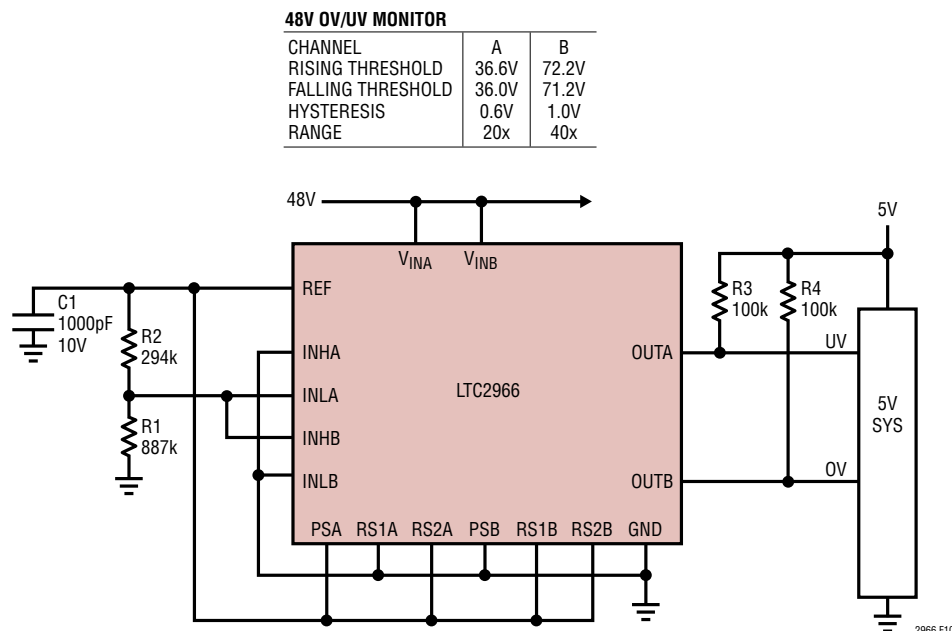 48V OV/UV MONITOR
CHANNEL A B
RISING THRESHOLD 36.6V 72.2V
FALLING THRESHOLD 36.0V 71.2V
HYSTERESIS 0.6V 1.0V
RANGE 20x 40x
48V
5V
VINA VINB
REF
C1
1000pF
10V
R2
294k
R3
100k
R4
100k
INHA
OUTA
UV
INLA
LTC2966
5V
SYS
R1
887k
INHB
INLB
OUTB
OV
PSA RS1A RS2A PSB RS1B RS2B GND
2966 F10